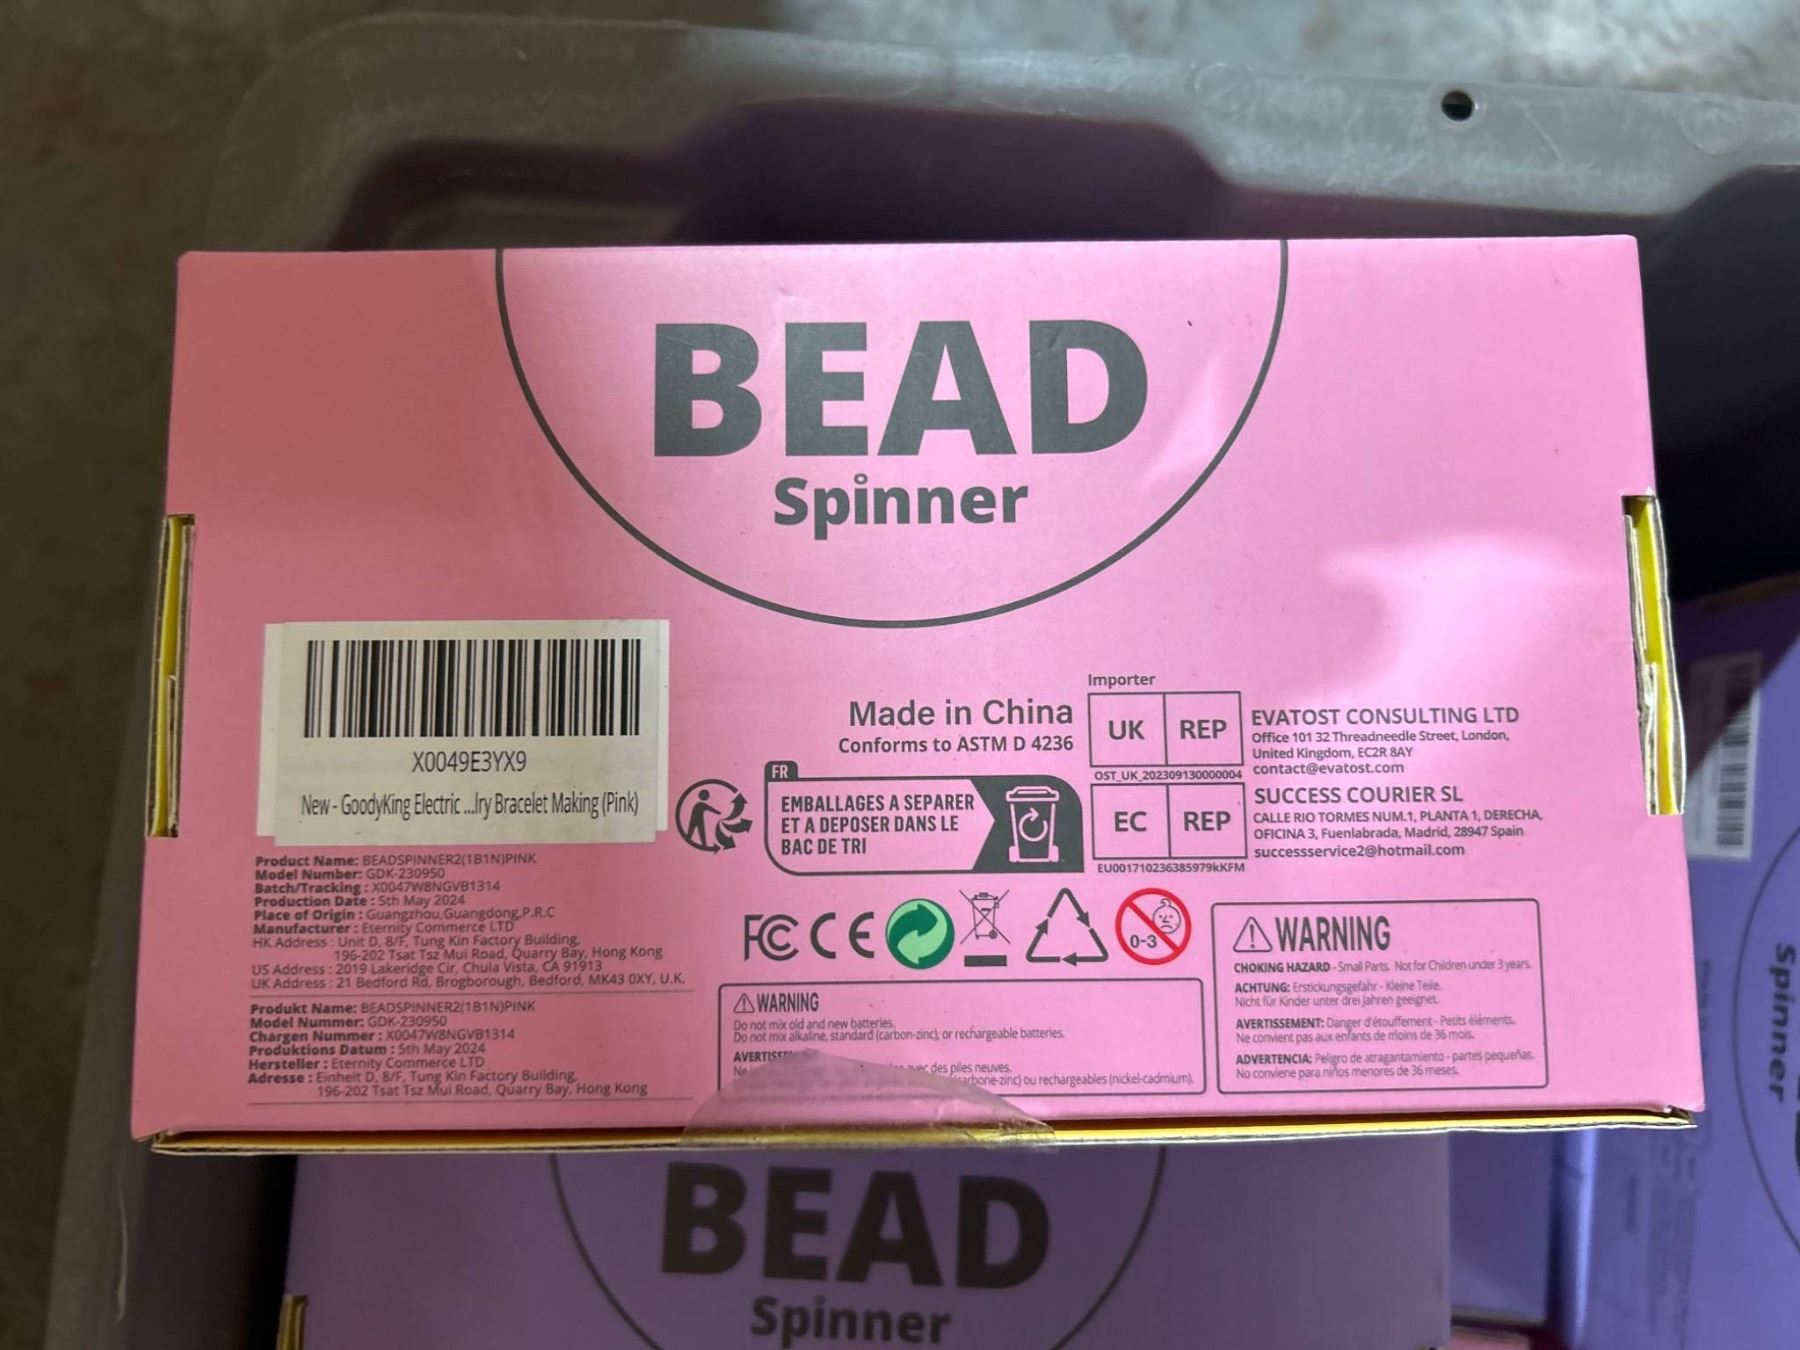 BEAD
Spinner
X0049E3YX9
New - GoodyKing Electric ...lry Bracelet Making (Pink)
Product Name: BEADSPINNER2(1B1N)PINK
Model Number: GDK-230950
Batch/Tracking : X0047W8NGVB1314
Production Date : 5th May 2024
Place of Origin : Guangzhou,Guangdong,P.R.C
Manufacturer : Eternity Commerce LTD
HK Address : Unit D, 8/F, Tung Kin Factory Building,
196-202 Tsat Tsz Mui Road, Quarry Bay, Hong Kong
US Address : 2019 Lakeridge Cir, Chula Vista, CA 91913
UK Address : 21 Bedford Rd, Brogborough, Bedford, MK43 0XY, U.K.
Produkt Name: BEADSPINNER2(1B1N)PINK
Model Nummer: GDK-230950
Chargen Nummer : X0047W8NGVB1314
Produktions Datum : 5th May 2024
Hersteller : Eternity Commerce LTD
Adresse : Einheit D, 8/F, Tung Kin Factory Building,
196-202 Tsat Tsz Mui Road, Quarry Bay, Hong Kong
Made in China
Conforms to ASTM D 4236
FR
EMBALLAGES A SEPARER
ET A DEPOSER DANS LE
BAC DE TRI
Importer
UK REP
OST_UK_202309130000004
EVATOST CONSULTING LTD
Office 101 32 Threadneedle Street, London,
United Kingdom, EC2R 8AY
contact@evatost.com
EC REP
EU001710236385979kKFM
SUCCESS COURIER SL
CALLE RIO TORMES NUM.1, PLANTA 1, DERECHA,
OFICINA 3, Fuenlabrada, Madrid, 28947 Spain
successservice2@hotmail.com
FC CE
0-3
WARNING
Do not mix old and new batteries.
Do not mix alkaline, standard (carbon-zinc), or rechargeable batteries.
des piles neuves.
ou rechargeables (nickel-cadmium).
WARNING
CHOKING HAZARD - Small Parts. Not for Children under 3 years.
ACHTUNG: Erstickungsgefahr - Kleine Teile.
Nicht für Kinder unter drei Jahren geeignet.
AVERTISSEMENT: Danger d'étouffement - Petits éléments.
Ne convient pas aux enfants de moins de 36 mois.
ADVERTENCIA: Peligro de atragantamiento - partes pequeñas.
No conviene para niños menores de 36 meses.
BEAD
Spinner
Spinner